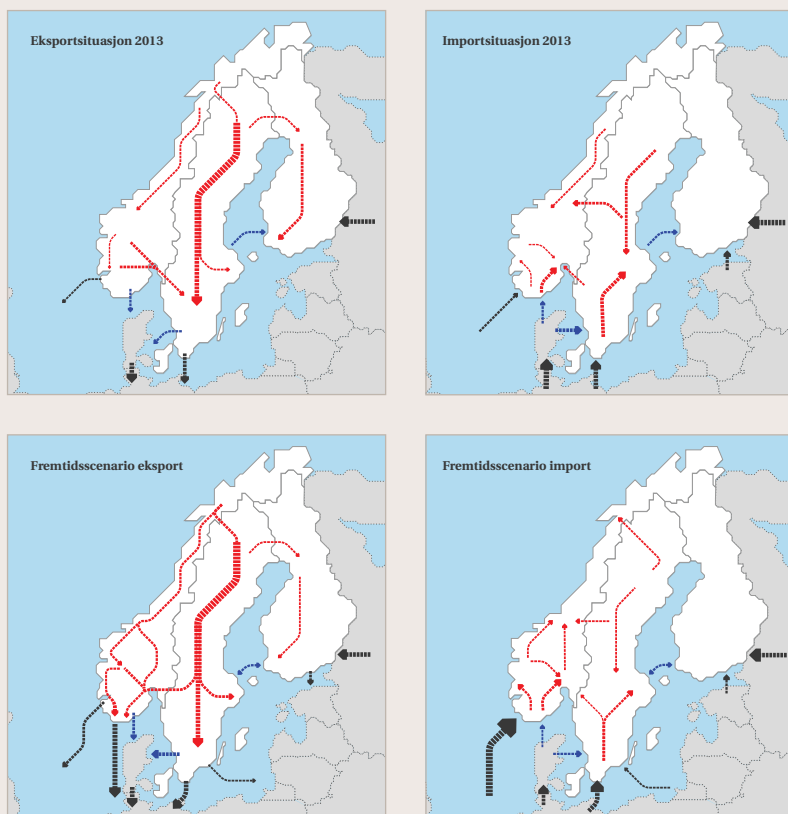 Eksportsituasjon 2013
Importsituasjon 2013
Fremtidsscenario eksport
Fremtidsscenario import